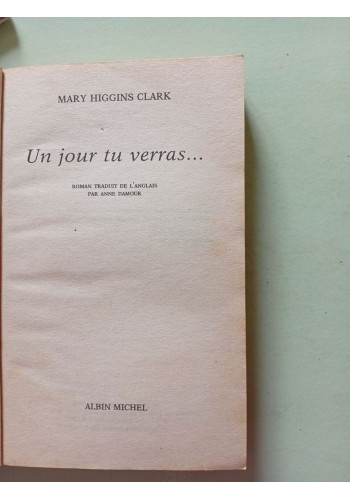 MARY HIGGINS CLARK
Un jour tu verras...
ROMAN TRADUIT DE L'ANGLAIS
PAR ANNE DAMOUR
ALBIN MICHEL